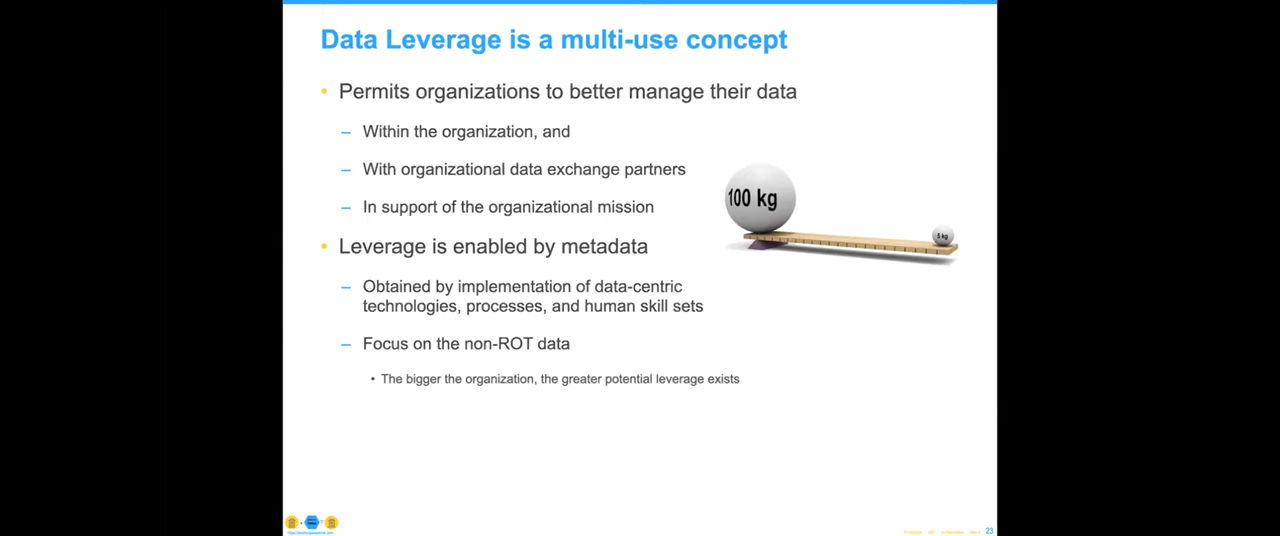 Data Leverage is a multi-use concept
• Permits organizations to better manage their data
– Within the organization, and
– With organizational data exchange partners
– In support of the organizational mission
100 kg
5 kg
• Leverage is enabled by metadata
– Obtained by implementation of data-centric
technologies, processes, and human skill sets
– Focus on the non-ROT data
• The bigger the organization, the greater potential leverage exists
23